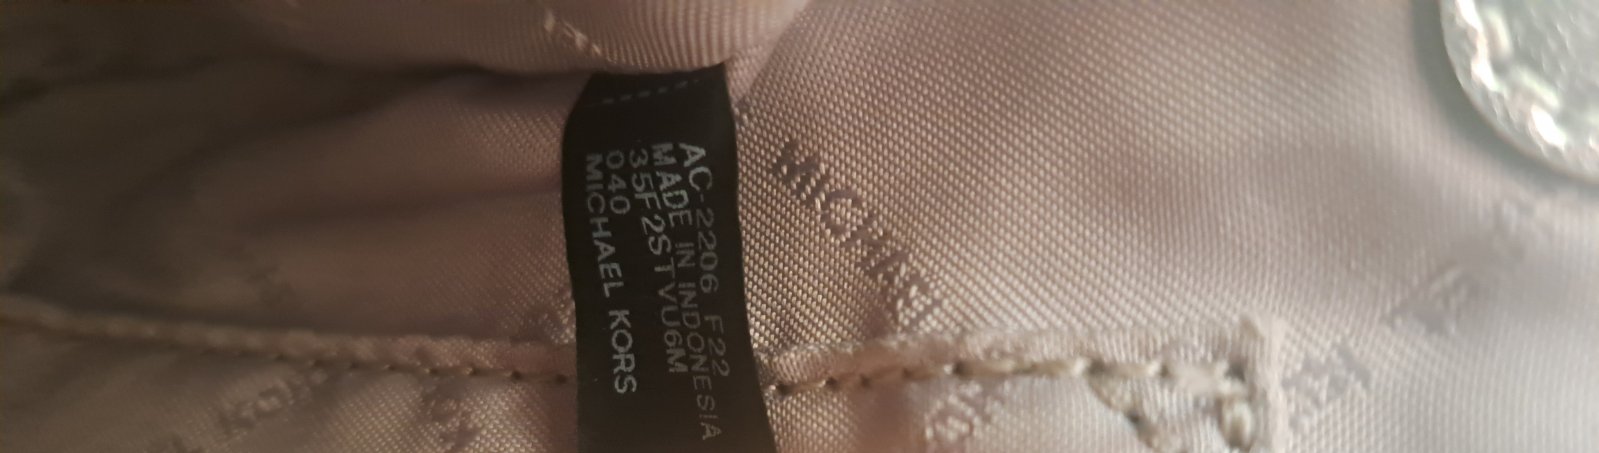 AC-2206 F22
MADE IN INDONESIA
35F2STVU6M
040
MICHAEL KORS
MICHAEL